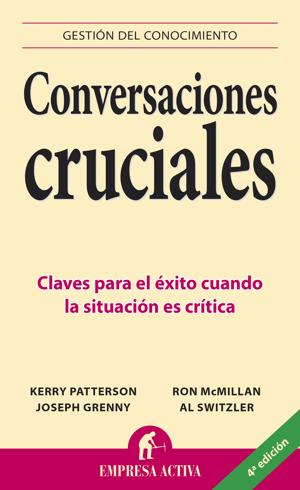 GESTIÓN DEL CONOCIMIENTO
Conversaciones
cruciales
Claves para el éxito cuando
la situación es crítica
KERRY PATTERSON
JOSEPH GRENNY
RON McMILLAN
AL SWITZLER
4ª edición
EMPRESA ACTIVA